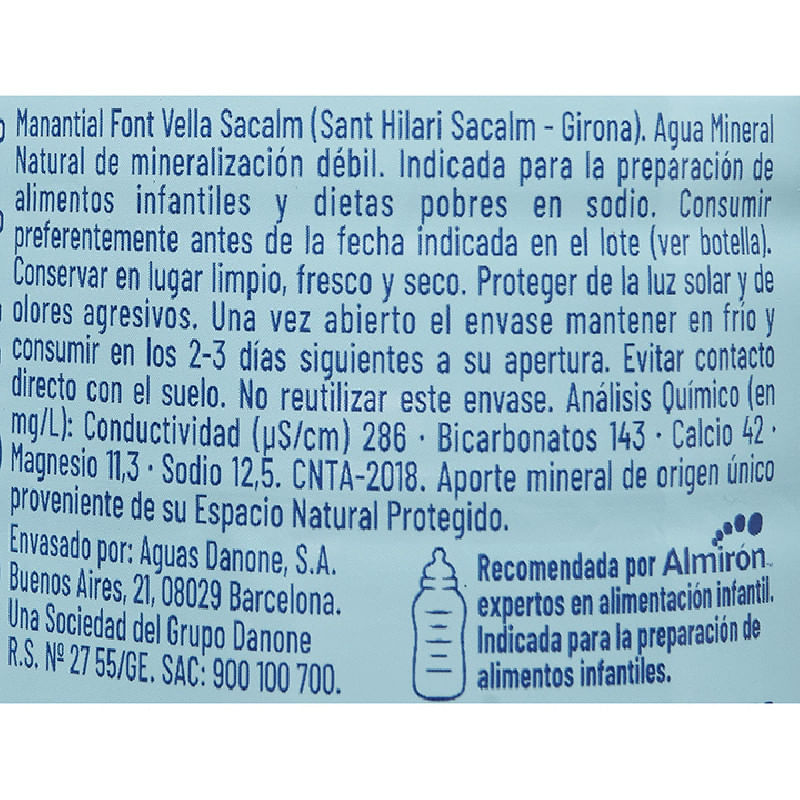 Manantial Font Vella Sacalm (Sant Hilari Sacalm - Girona). Agua Mineral
Natural de mineralización débil. Indicada para la preparación de
alimentos infantiles y dietas pobres en sodio. Consumir
preferentemente antes de la fecha indicada en el lote (ver botella).
Conservar en lugar limpio, fresco y seco. Proteger de la luz solar y de
olores agresivos. Una vez abierto el envase mantener en frío y
consumir en los 2-3 días siguientes a su apertura. Evitar contacto
directo con el suelo. No reutilizar este envase. Análisis Químico (en
mg/L): Conductividad (µS/cm) 286 · Bicarbonatos 143 · Calcio 42 ·
Magnesio 11,3 · Sodio 12,5. CNTA-2018. Aporte mineral de origen único
proveniente de su Espacio Natural Protegido.
Envasado por: Aguas Danone, S.A.
Buenos Aires, 21, 08029 Barcelona.
Una Sociedad del Grupo Danone
R.S. Nº 27 55/GE. SAC: 900 100 700.
Recomendada por Almirón
expertos en alimentación infantil.
Indicada para la preparación de
alimentos infantiles.